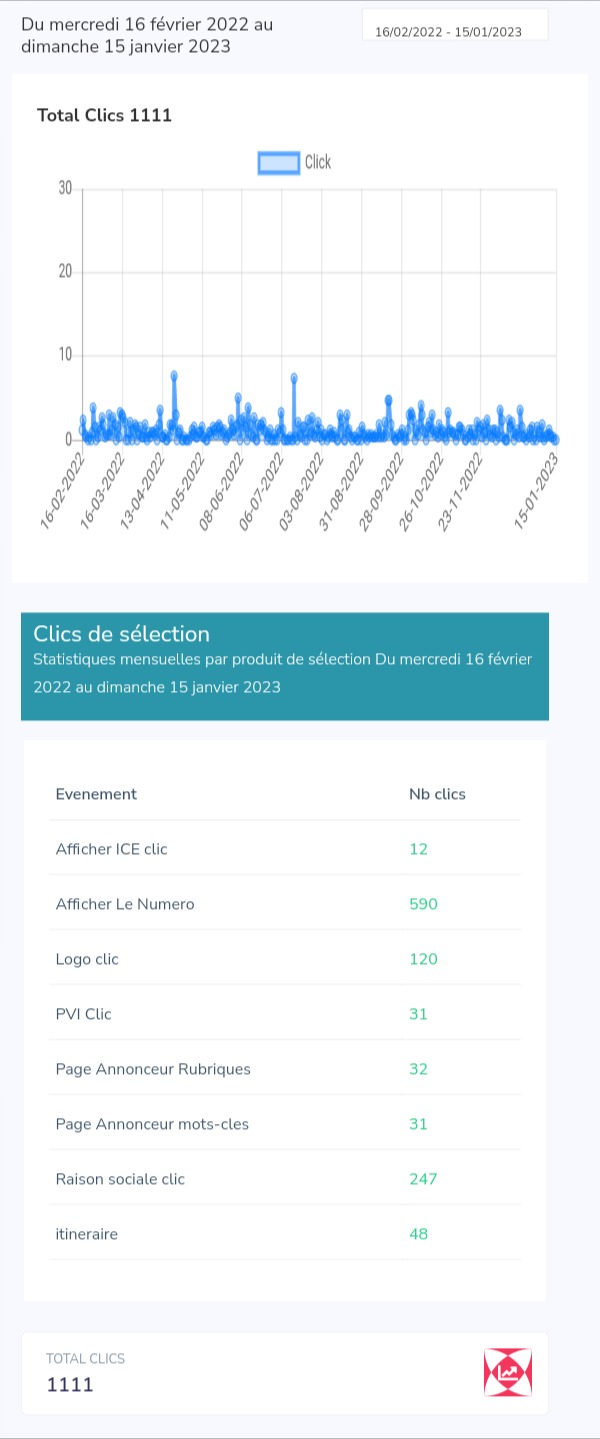 Du mercredi 16 février 2022 au
dimanche 15 janvier 2023
16/02/2022 - 15/01/2023
Total Clics 1111
Click
30
20
10
0
16-02-2022
16-03-2022
13-04-2022
11-05-2022
08-06-2022
06-07-2022
03-08-2022
31-08-2022
28-09-2022
26-10-2022
23-11-2022
15-01-2023
Clics de sélection
Statistiques mensuelles par produit de sélection Du mercredi 16 février
2022 au dimanche 15 janvier 2023
Evenement Nb clics
Afficher ICE clic 12
Afficher Le Numero 590
Logo clic 120
PVI Clic 31
Page Annonceur Rubriques 32
Page Annonceur mots-cles 31
Raison sociale clic 247
itineraire 48
TOTAL CLICS
1111